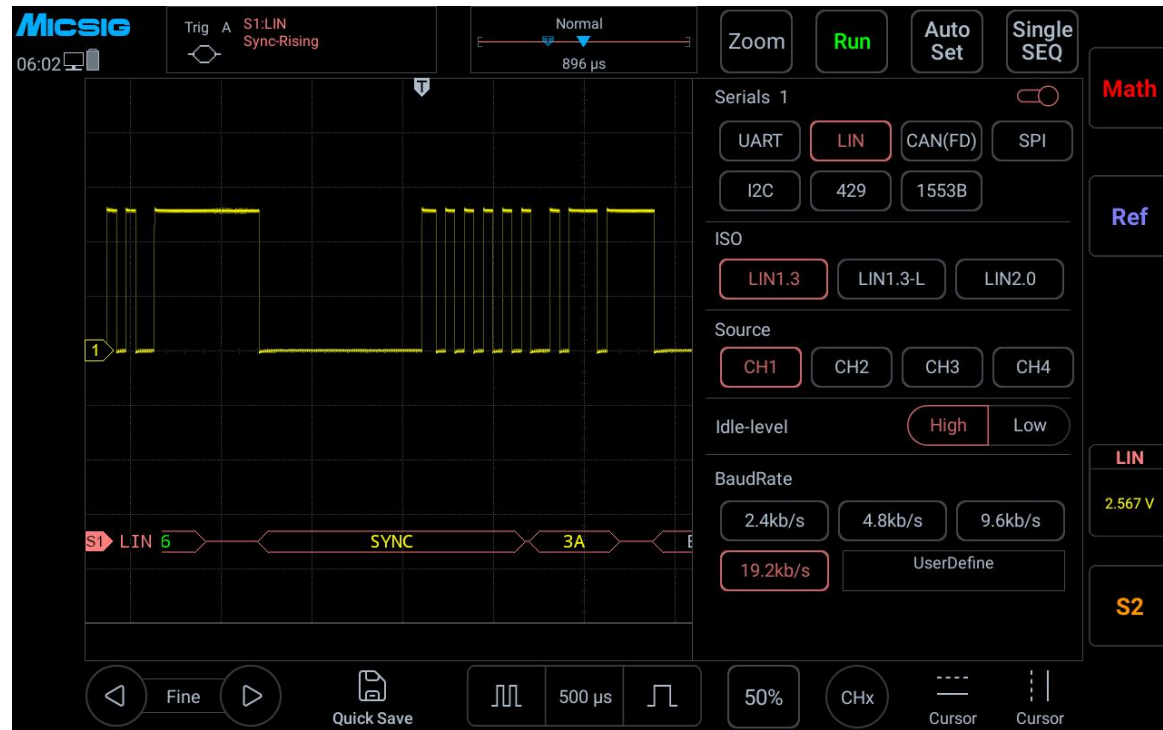 Micsig
06:02
Trig A S1:LIN
Sync-Rising
Normal
T
896 µs
Zoom
Run
Auto
Set
Single
SEQ
Math
T
Serials 1
UART LIN CAN(FD) SPI
I2C 429 1553B
Ref
ISO
LIN1.3 LIN1.3-L LIN2.0
Source
1
CH1 CH2 CH3 CH4
Idle-level High Low
LIN
BaudRate
2.567 V
2.4kb/s 4.8kb/s 9.6kb/s
S1 LIN 6 SYNC 3A
19.2kb/s UserDefine
S2
Fine
Quick Save
500 µs
50%
CHx
Cursor
Cursor